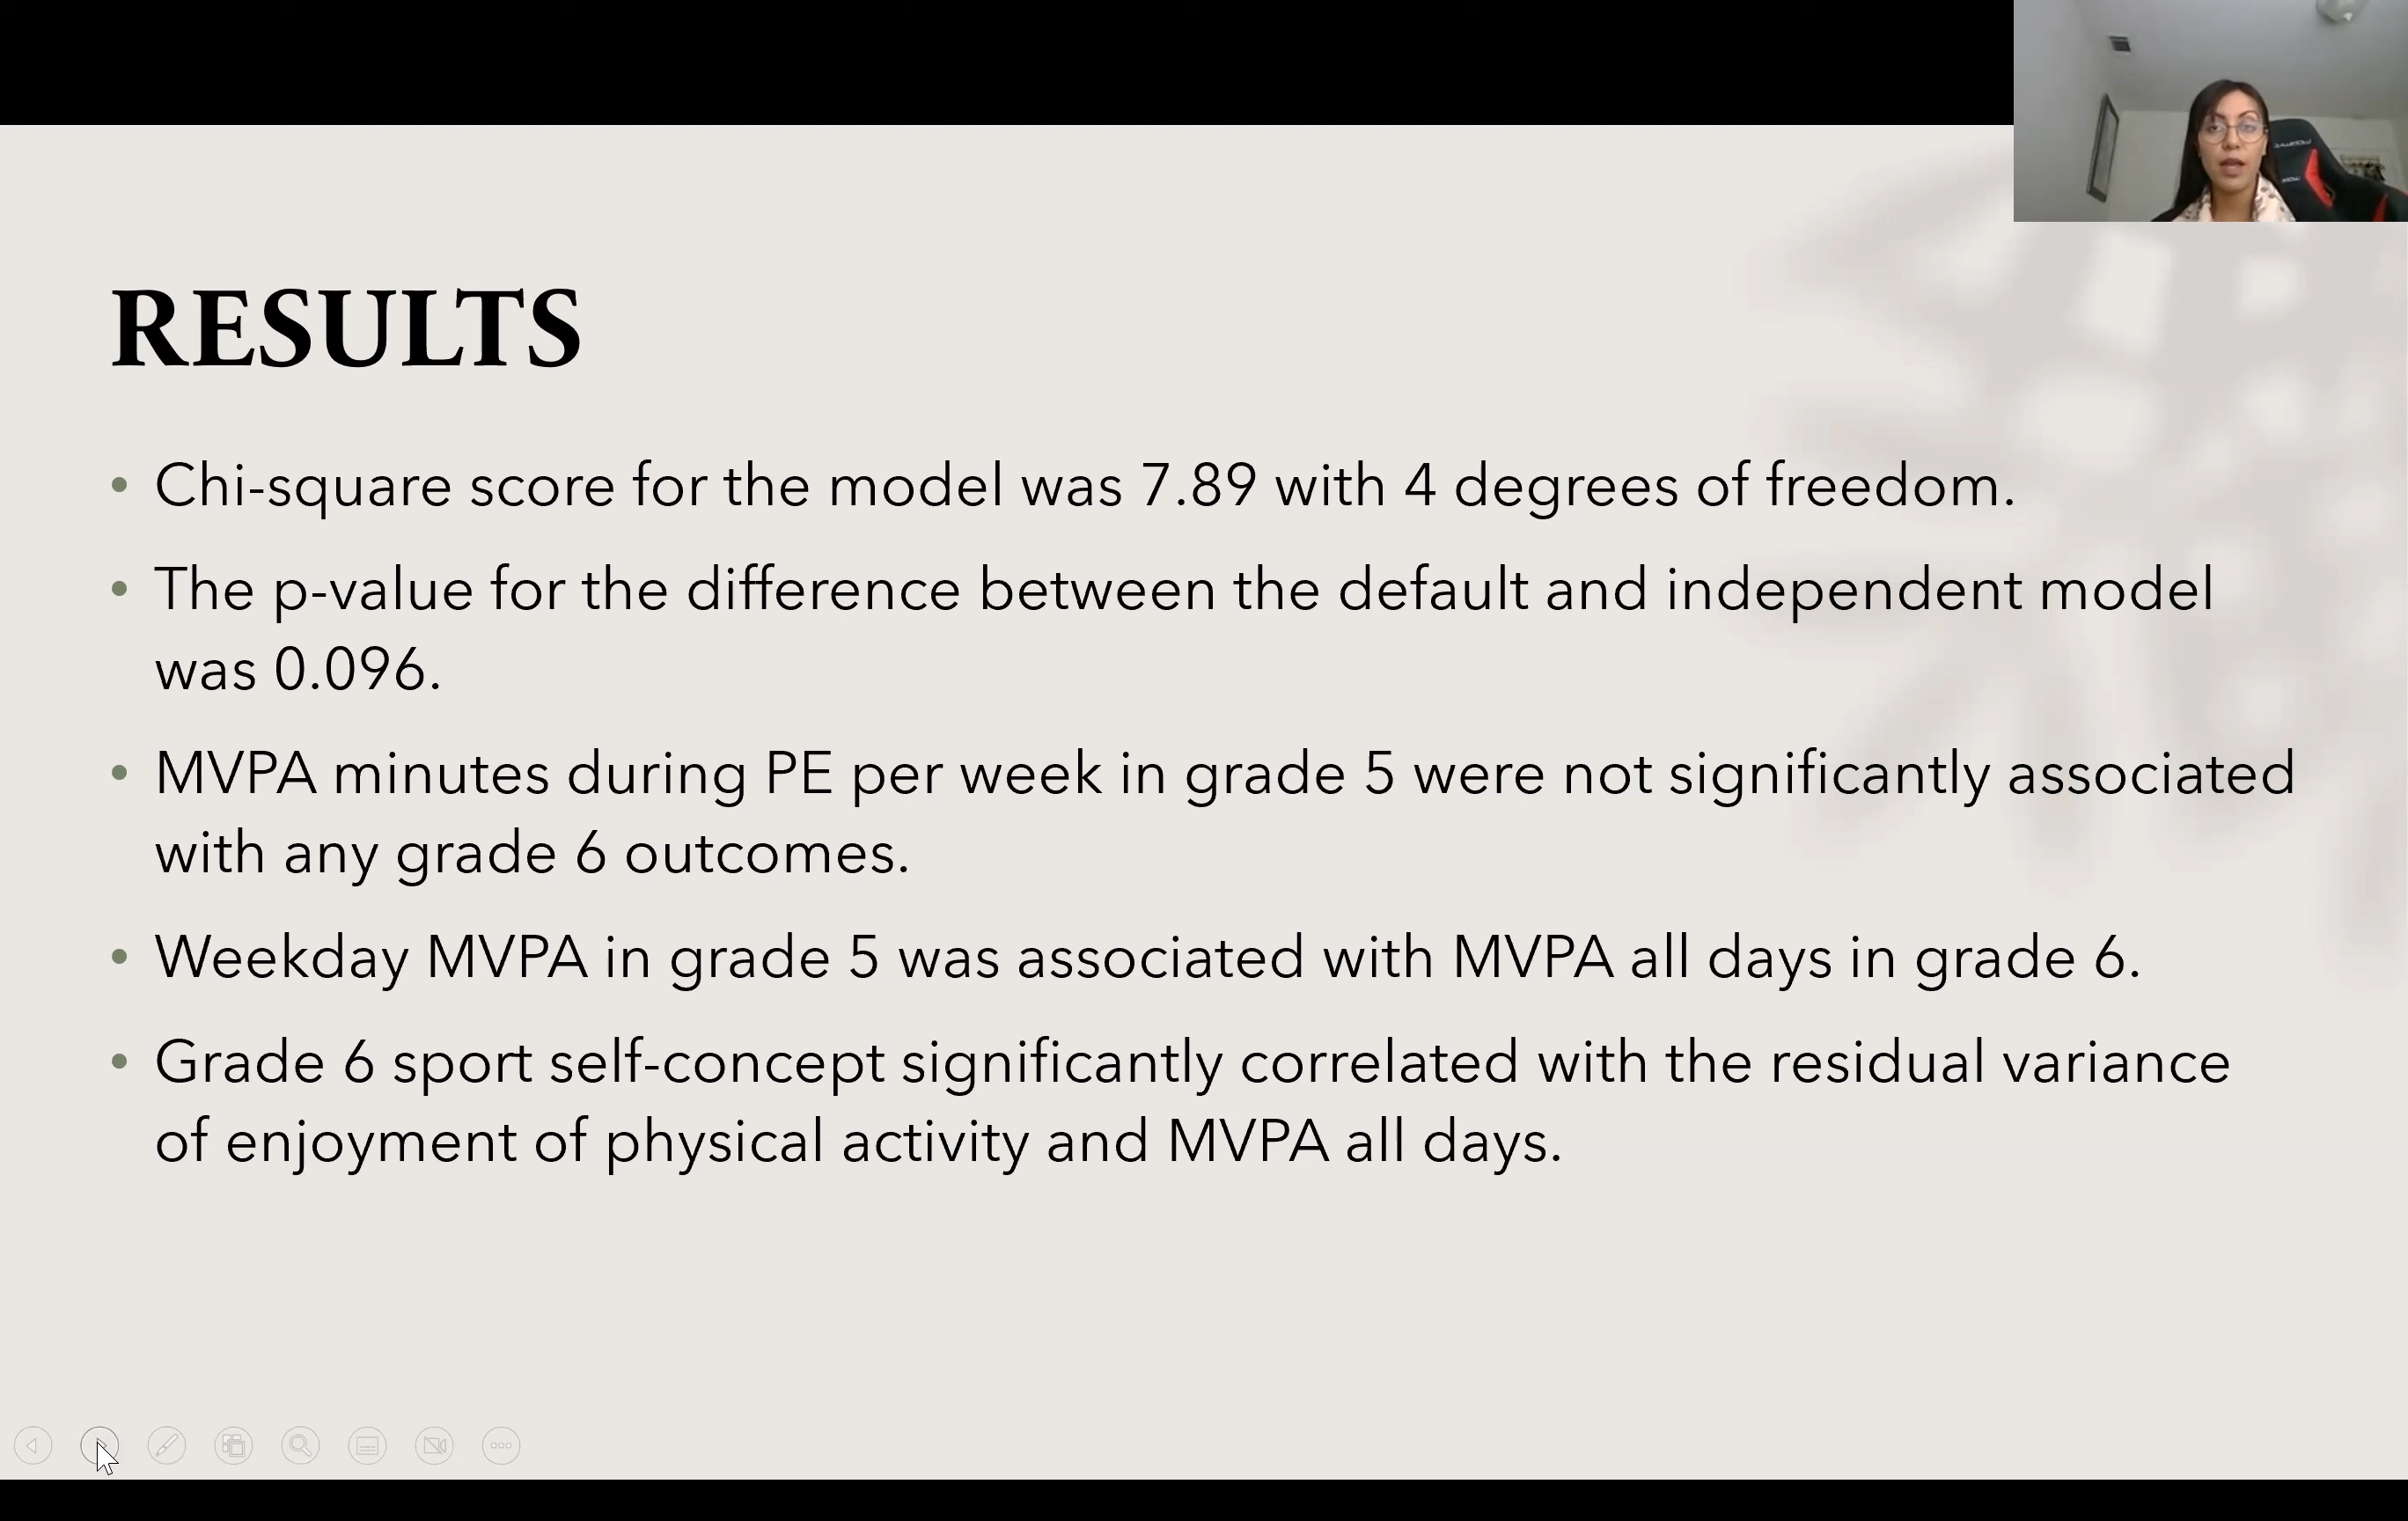 RESULTS
• Chi-square score for the model was 7.89 with 4 degrees of freedom.
• The p-value for the difference between the default and independent model
was 0.096.
• MVPA minutes during PE per week in grade 5 were not significantly associated
with any grade 6 outcomes.
• Weekday MVPA in grade 5 was associated with MVPA all days in grade 6.
• Grade 6 sport self-concept significantly correlated with the residual variance
of enjoyment of physical activity and MVPA all days.